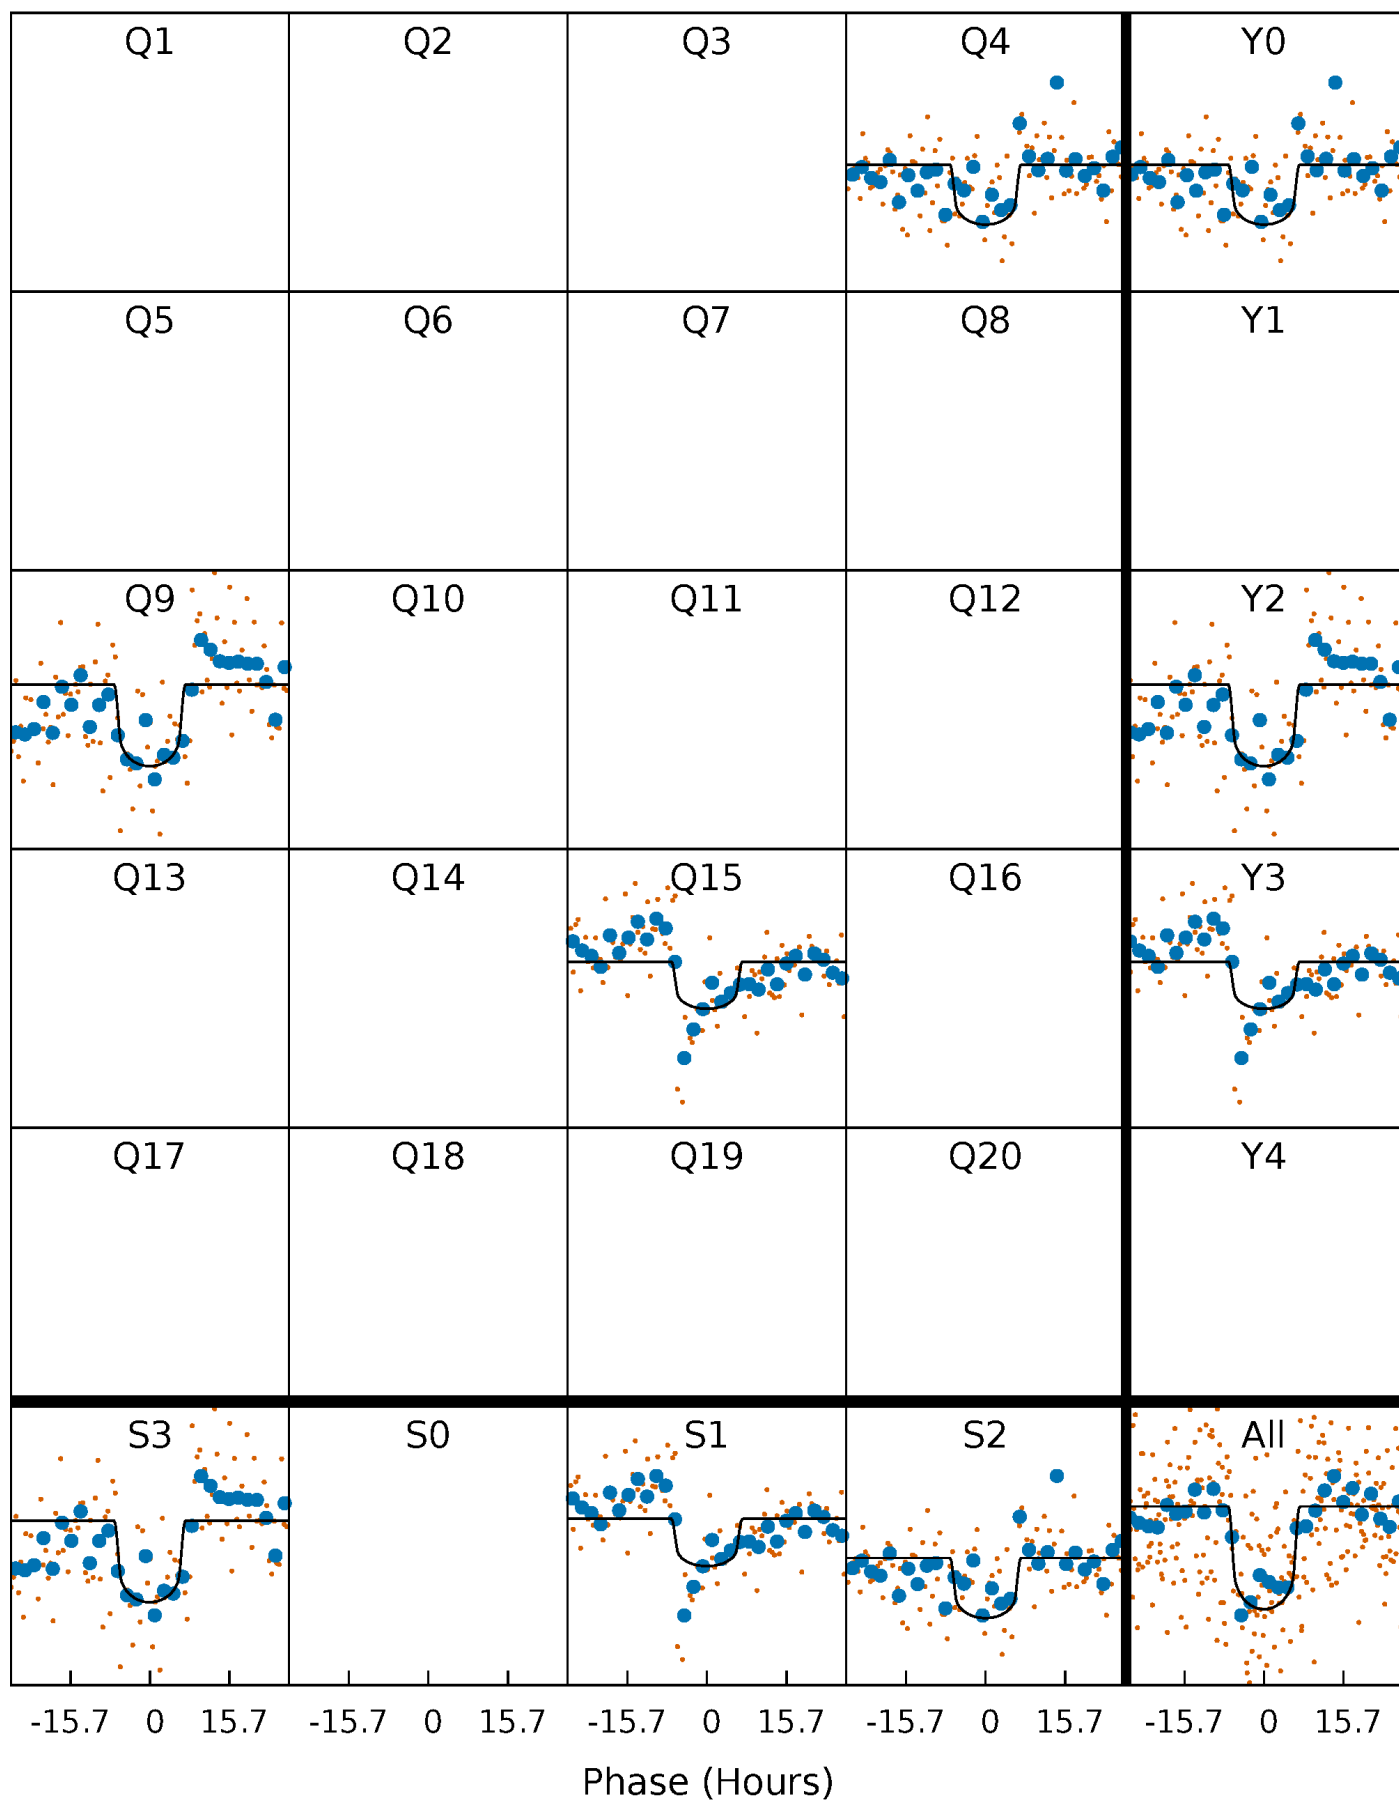 Q1 Q2 Q3 Q4 Y0
Q5 Q6 Q7 Q8 Y1
Q9 Q10 Q11 Q12 Y2
Q13 Q14 Q15 Q16 Y3
Q17 Q18 Q19 Q20 Y4
S3 S0 S1 S2 All
-15.7 0 15.7 -15.7 0 15.7 -15.7 0 15.7 -15.7 0 15.7 -15.7 0 15.7
Phase (Hours)